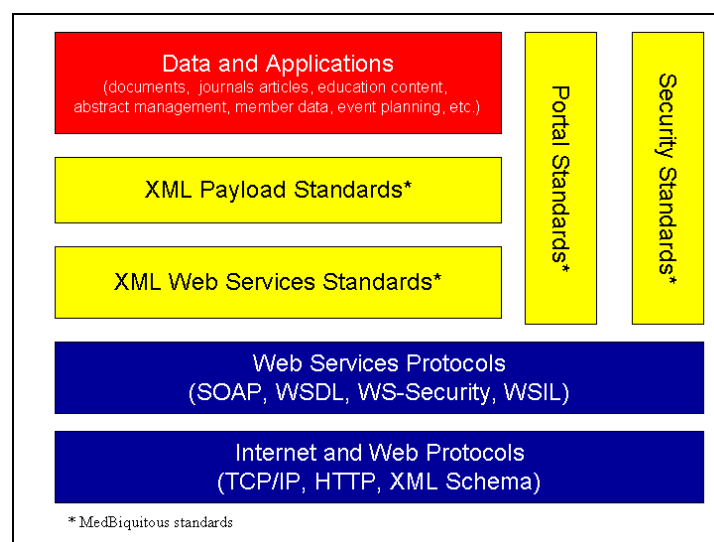 Data and Applications
(documents, journals articles, education content,
abstract management, member data, event planning, etc.)
XML Payload Standards*
XML Web Services Standards*
Portal Standards*
Security Standards*
Web Services Protocols
(SOAP, WSDL, WS-Security, WSIL)
Internet and Web Protocols
(TCP/IP, HTTP, XML Schema)
* MedBiquitous standards